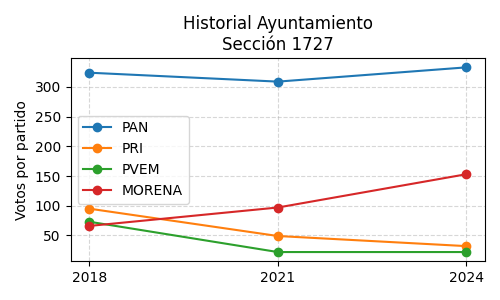 Historial Ayuntamiento
Sección 1727
Votos por partido
300
250
200
150
100
50
PAN
PRI
PVEM
MORENA
2018 2021 2024